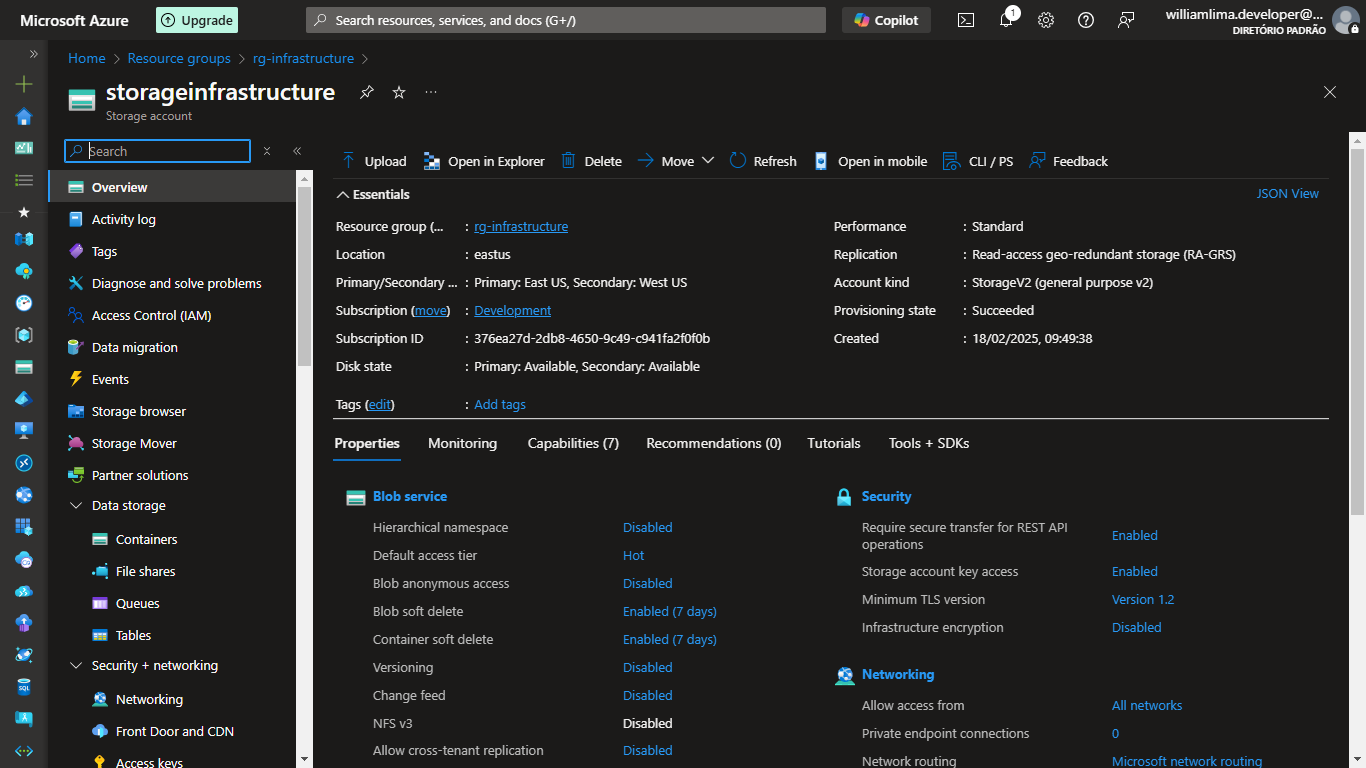 Microsoft Azure
Upgrade
Search resources, services, and docs (G+/)
Copilot
1
williamlima.developer@...
DIRETÓRIO PADRÃO
Home > Resource groups > rg-infrastructure >
storageinfrastructure
Storage account
Search
Overview
Activity log
Tags
Diagnose and solve problems
Access Control (IAM)
Data migration
Events
Storage browser
Storage Mover
Partner solutions
Data storage
Containers
File shares
Queues
Tables
Security + networking
Networking
Front Door and CDN
Access keys
Upload
Open in Explorer
Delete
Move
Refresh
Open in mobile
CLI / PS
Feedback
Essentials
JSON View
Resource group (... : rg-infrastructure
Location : eastus
Primary/Secondary ... : Primary: East US, Secondary: West US
Subscription (move) : Development
Subscription ID : 376ea27d-2db8-4650-9c49-c941fa2f0f0b
Disk state : Primary: Available, Secondary: Available
Tags (edit) : Add tags
Performance : Standard
Replication : Read-access geo-redundant storage (RA-GRS)
Account kind : StorageV2 (general purpose v2)
Provisioning state : Succeeded
Created : 18/02/2025, 09:49:38
Properties
Monitoring
Capabilities (7)
Recommendations (0)
Tutorials
Tools + SDKs
Blob service
Hierarchical namespace Disabled
Default access tier Hot
Blob anonymous access Disabled
Blob soft delete Enabled (7 days)
Container soft delete Enabled (7 days)
Versioning Disabled
Change feed Disabled
NFS v3 Disabled
Allow cross-tenant replication Disabled
Security
Require secure transfer for REST API
operations Enabled
Storage account key access Enabled
Minimum TLS version Version 1.2
Infrastructure encryption Disabled
Networking
Allow access from All networks
Private endpoint connections 0
Network routing Microsoft network routing
SQL